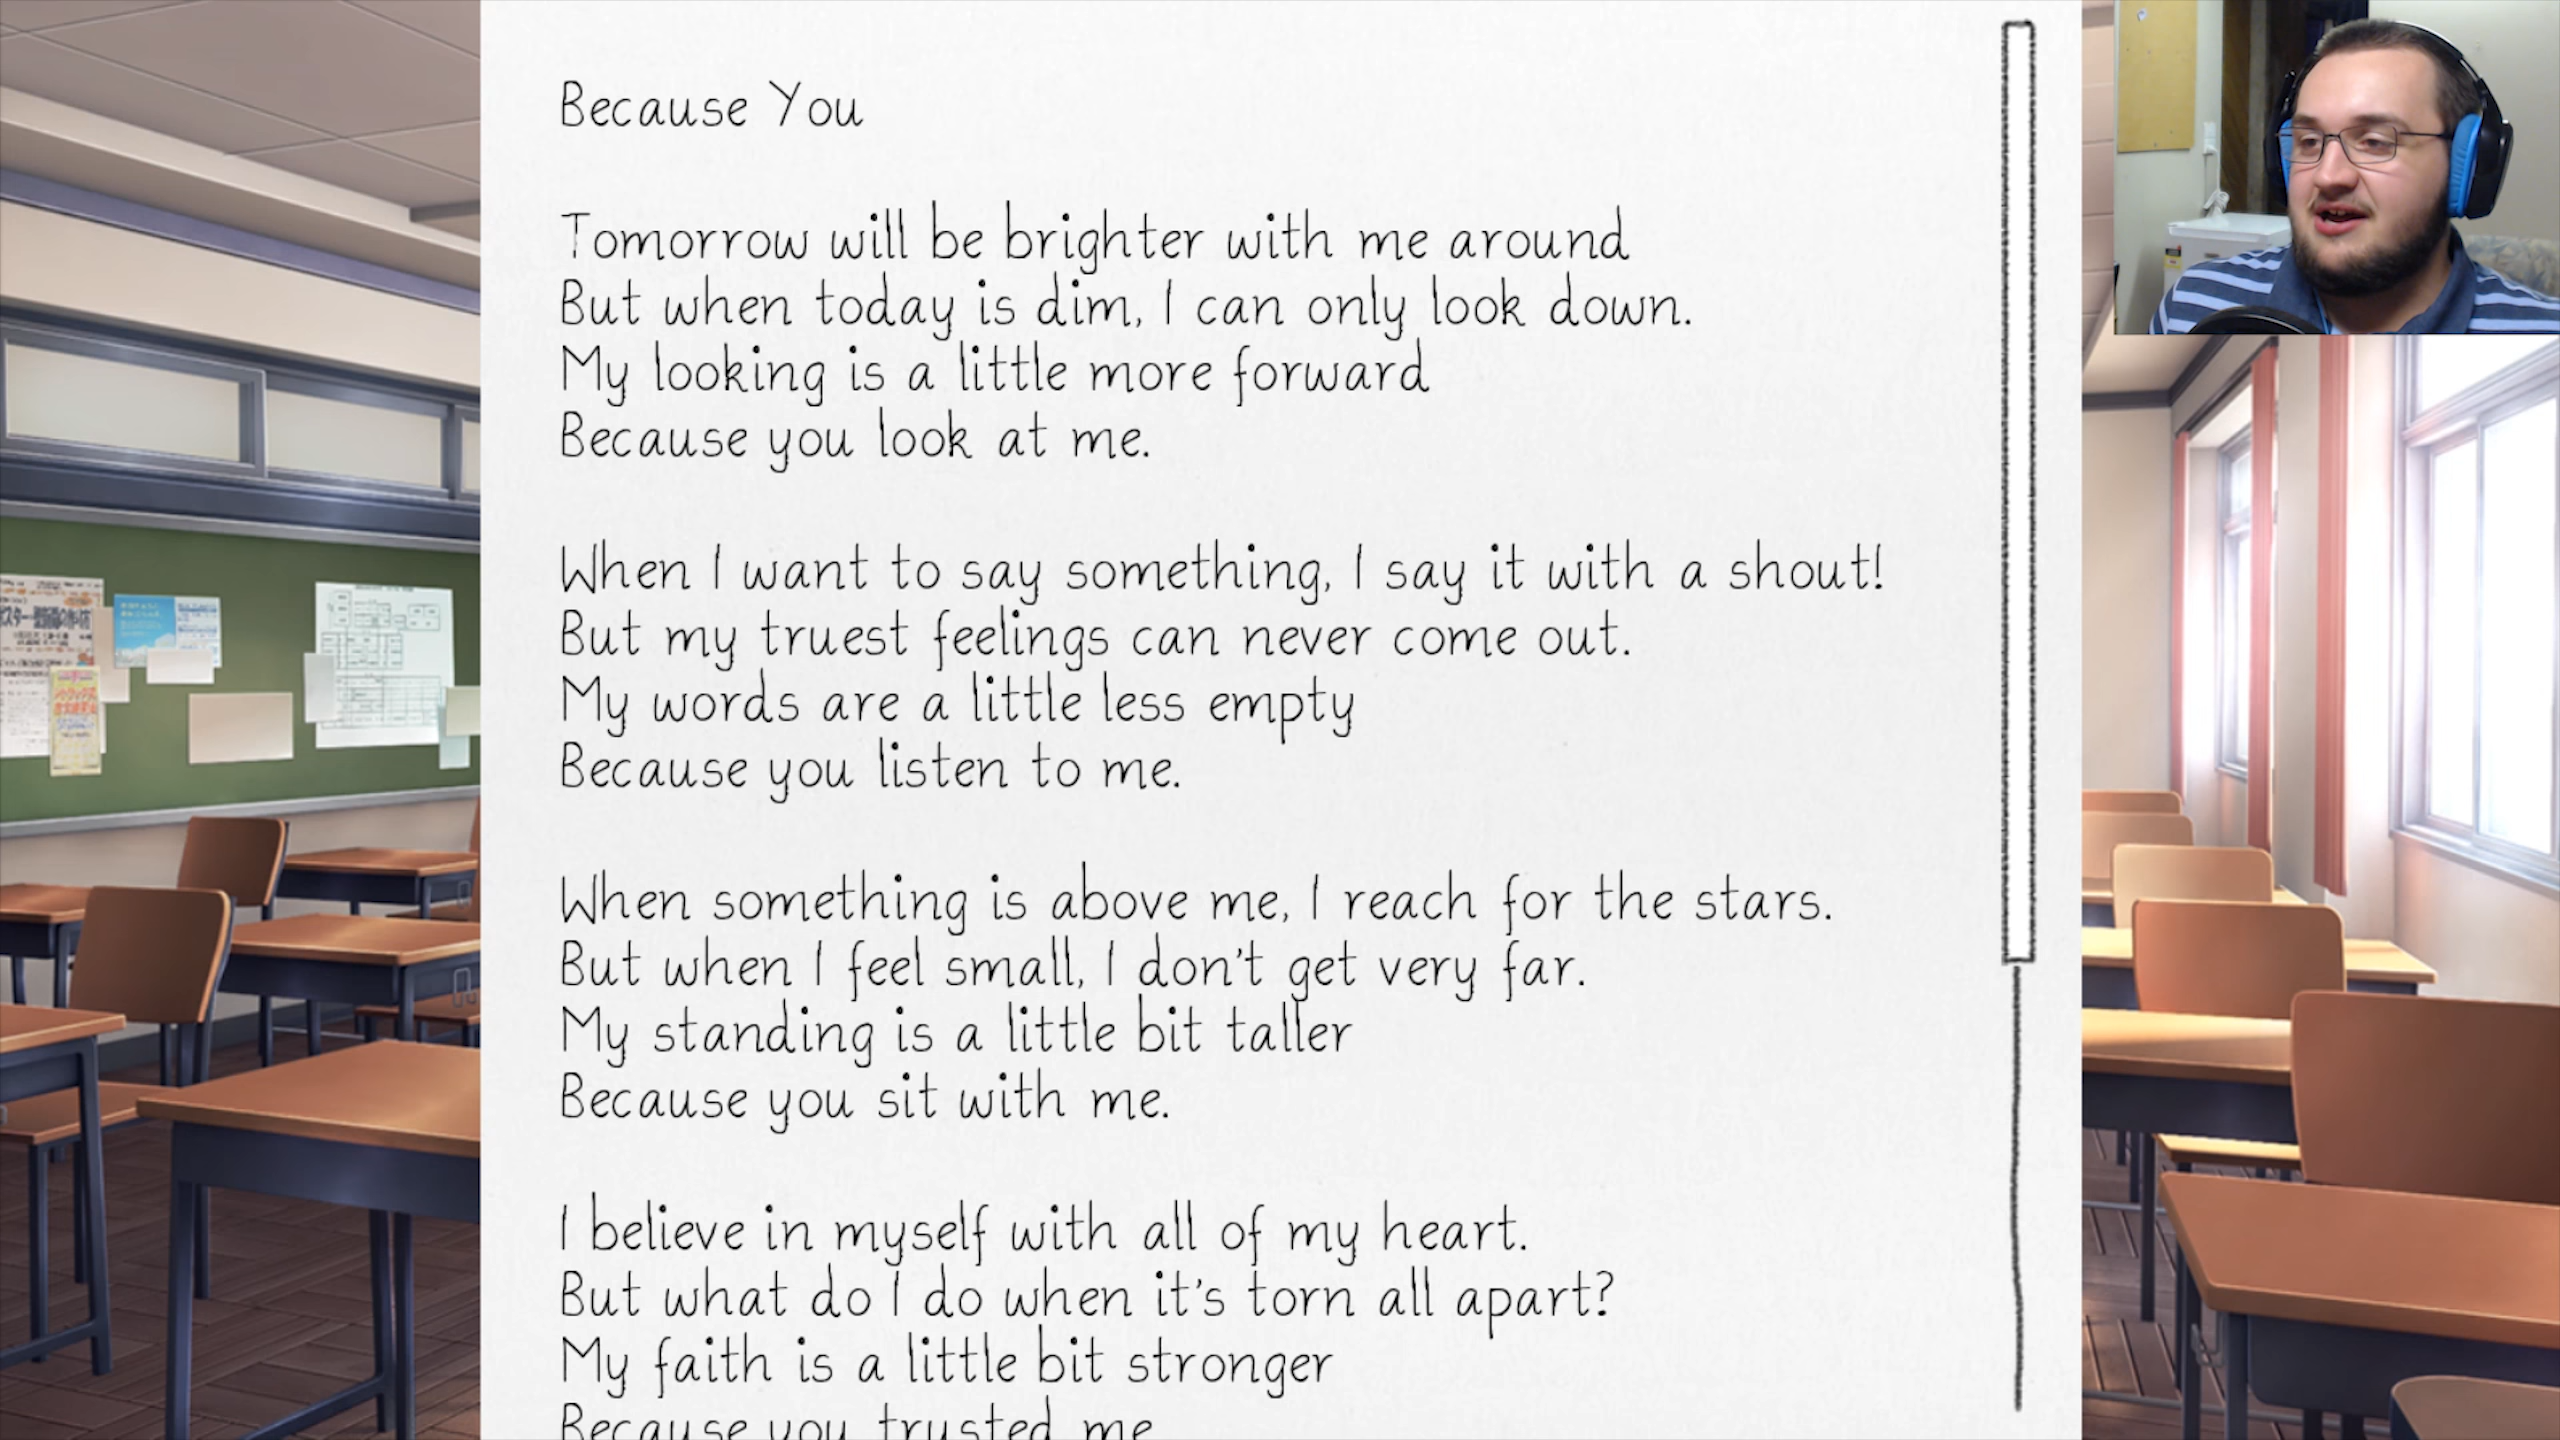 Because You
Tomorrow will be brighter with me around
But when today is dim, I can only look down.
My looking is a little more forward
Because you look at me.
When I want to say something, I say it with a shout!
But my truest feelings can never come out.
My words are a little less empty
Because you listen to me.
When something is above me, I reach for the stars.
But when I feel small, I don't get very far.
My standing is a little bit taller
Because you sit with me.
I believe in myself with all of my heart.
But what do I do when it's torn all apart?
My faith is a little bit stronger
Because you trusted me